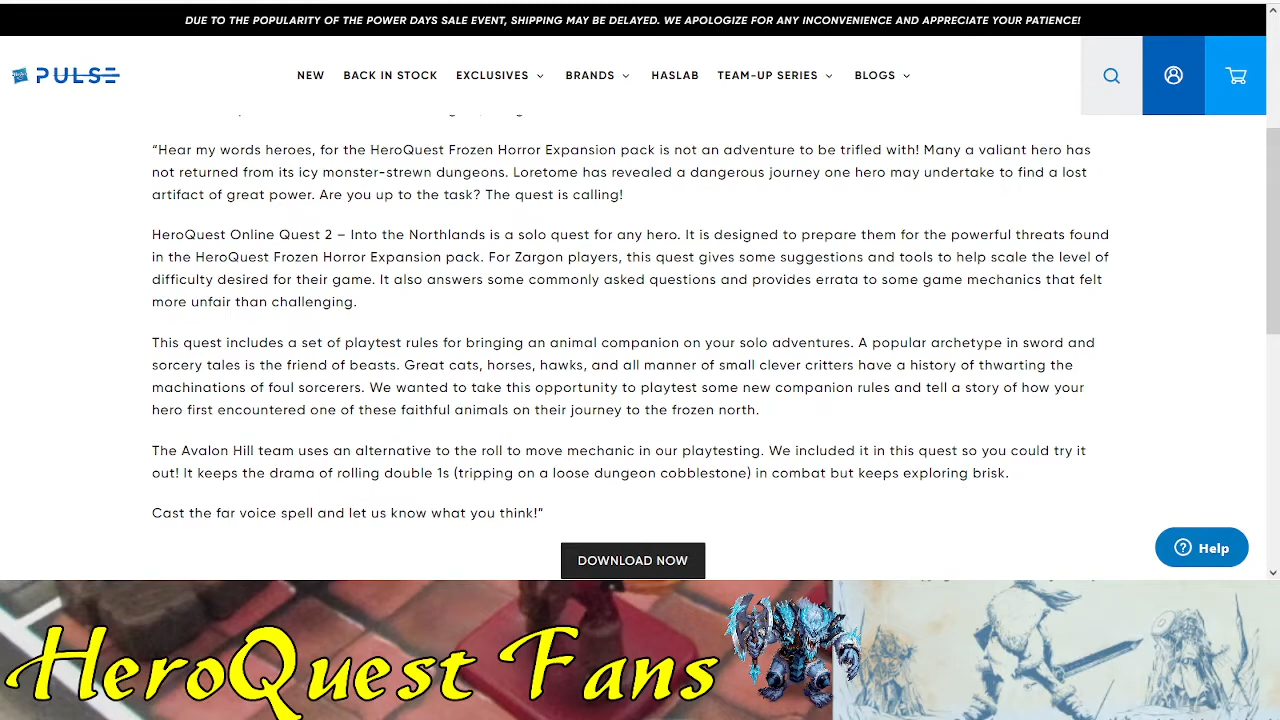 DUE TO THE POPULARITY OF THE POWER DAYS SALE EVENT, SHIPPING MAY BE DELAYED. WE APOLOGIZE FOR ANY INCONVENIENCE AND APPRECIATE YOUR PATIENCE!
PULSE
NEW
BACK IN STOCK
EXCLUSIVES
BRANDS
HASLAB
TEAM-UP SERIES
BLOGS
“Hear my words heroes, for the HeroQuest Frozen Horror Expansion pack is not an adventure to be trifled with! Many a valiant hero has
not returned from its icy monster-strewn dungeons. Loretome has revealed a dangerous journey one hero may undertake to find a lost
artifact of great power. Are you up to the task? The quest is calling!
HeroQuest Online Quest 2 – Into the Northlands is a solo quest for any hero. It is designed to prepare them for the powerful threats found
in the HeroQuest Frozen Horror Expansion pack. For Zargon players, this quest gives some suggestions and tools to help scale the level of
difficulty desired for their game. It also answers some commonly asked questions and provides errata to some game mechanics that felt
more unfair than challenging.
This quest includes a set of playtest rules for bringing an animal companion on your solo adventures. A popular archetype in sword and
sorcery tales is the friend of beasts. Great cats, horses, hawks, and all manner of small clever critters have a history of thwarting the
machinations of foul sorcerers. We wanted to take this opportunity to playtest some new companion rules and tell a story of how your
hero first encountered one of these faithful animals on their journey to the frozen north.
The Avalon Hill team uses an alternative to the roll to move mechanic in our playtesting. We included it in this quest so you could try it
out! It keeps the drama of rolling double 1s (tripping on a loose dungeon cobblestone) in combat but keeps exploring brisk.
Cast the far voice spell and let us know what you think!”
DOWNLOAD NOW
Help
HeroQuest Fans